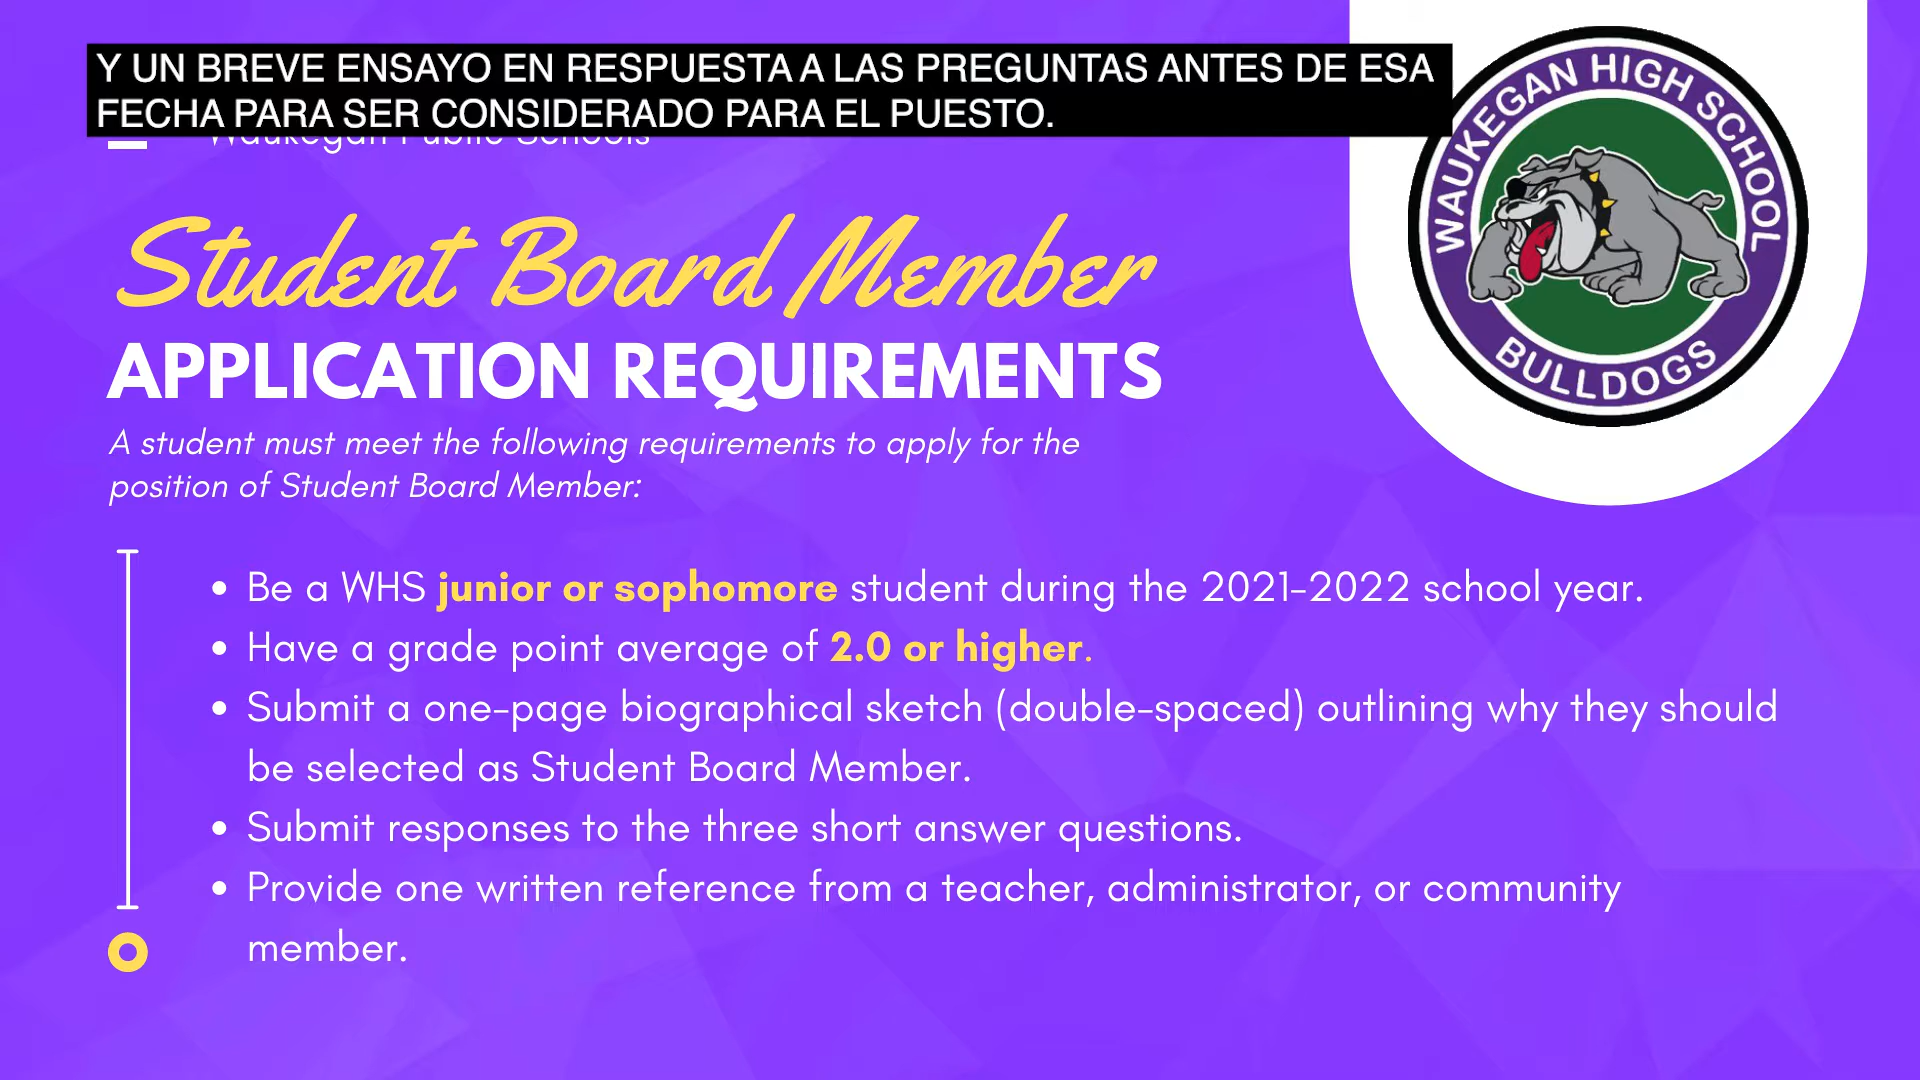 Y UN BREVE ENSAYO EN RESPUESTA A LAS PREGUNTAS ANTES DE ESA
FECHA PARA SER CONSIDERADO PARA EL PUESTO.
Waukegan Public Schools
WAUKEGAN HIGH SCHOOL
BULLDOGS
Student Board Member
APPLICATION REQUIREMENTS
A student must meet the following requirements to apply for the
position of Student Board Member:
• Be a WHS junior or sophomore student during the 2021-2022 school year.
• Have a grade point average of 2.0 or higher.
• Submit a one-page biographical sketch (double-spaced) outlining why they should
be selected as Student Board Member.
• Submit responses to the three short answer questions.
• Provide one written reference from a teacher, administrator, or community
member.